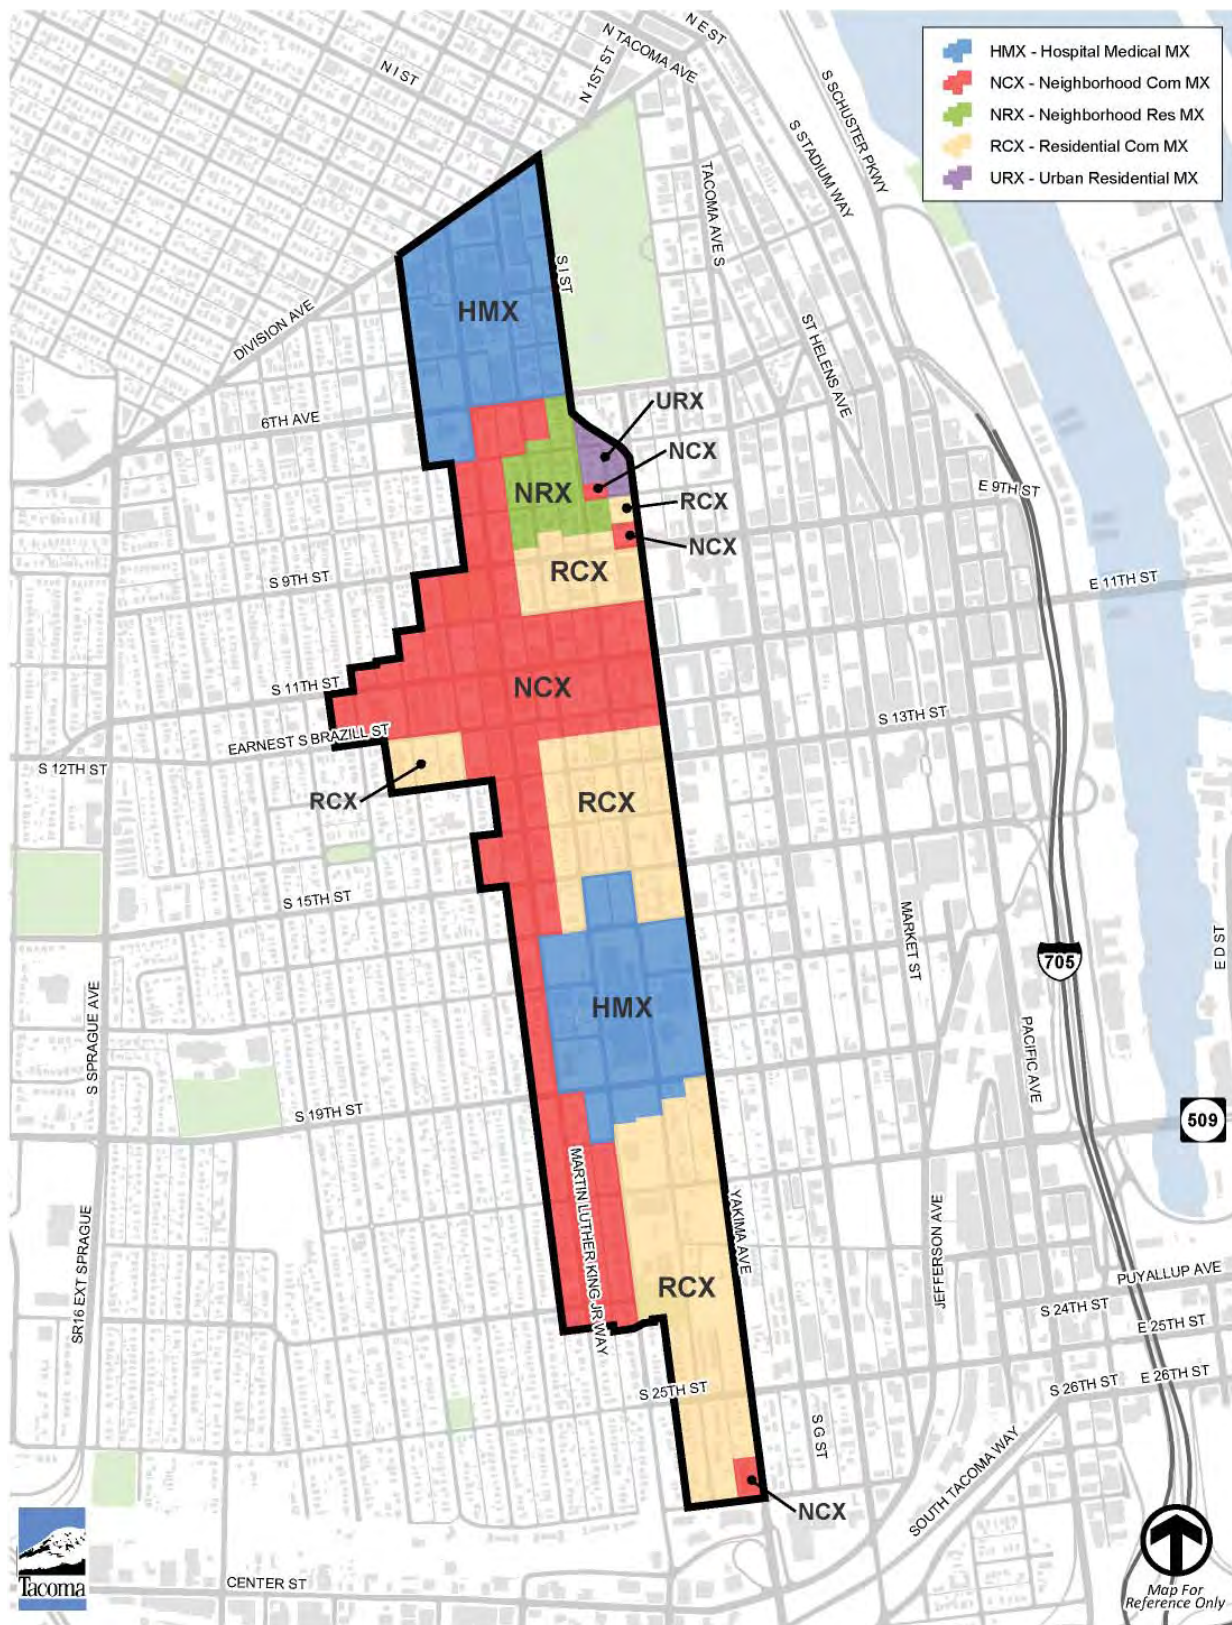 N E ST
N TACOMA AVE
N I ST
N 1ST ST
S SCHUSTER PKWY
S STADIUM WAY
HMX - Hospital Medical MX
NCX - Neighborhood Com MX
NRX - Neighborhood Res MX
RCX - Residential Com MX
URX - Urban Residential MX
TACOMA AVE S
S I ST
HMX
DIVISION AVE
ST HELENS AVE
6TH AVE
URX
NCX
NRX
RCX
E 9TH ST
NCX
RCX
S 9TH ST
E 11TH ST
NCX
S 11TH ST
S 13TH ST
EARNEST S BRAZILL ST
S 12TH ST
RCX
RCX
S 15TH ST
MARKET ST
E D ST
705
HMX
S SPRAGUE AVE
PACIFIC AVE
S 19TH ST
509
MARTIN LUTHER KING JR WAY
YAKIMA AVE
JEFFERSON AVE
SR16 EXT SPRAGUE
RCX
PUYALLUP AVE
S 24TH ST
E 25TH ST
S 25TH ST
S 26TH ST
E 26TH ST
S G ST
SOUTH TACOMA WAY
NCX
Tacoma
CENTER ST
Map For
Reference Only